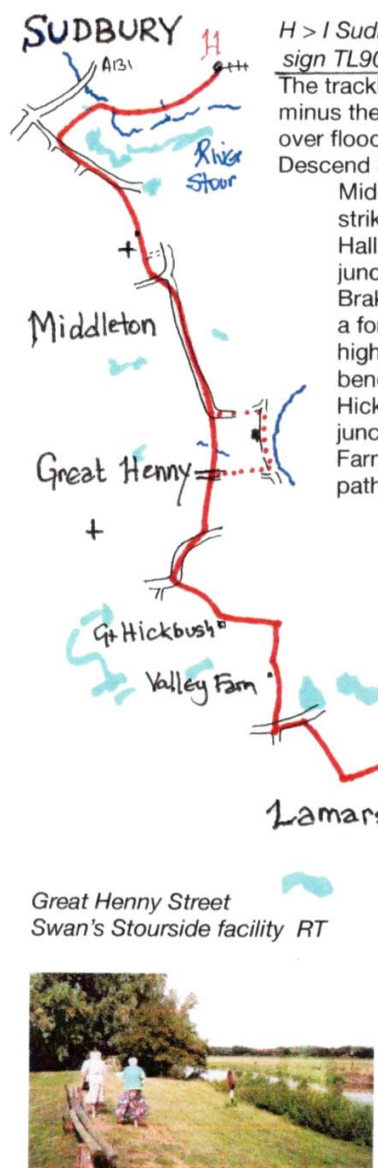 SUDBURY
H
A131
River
Stour
H > I Sud
sign TL90
The tracki
minus the
over flood
Descend
Mid
strik
Hall
junc
Brak
a for
high
bend
Hick
junc
Farn
path
Middleton
Great Henny
Gt Hickbush
Valley Farm
Lamars
Great Henny Street
Swan's Stourside facility RT